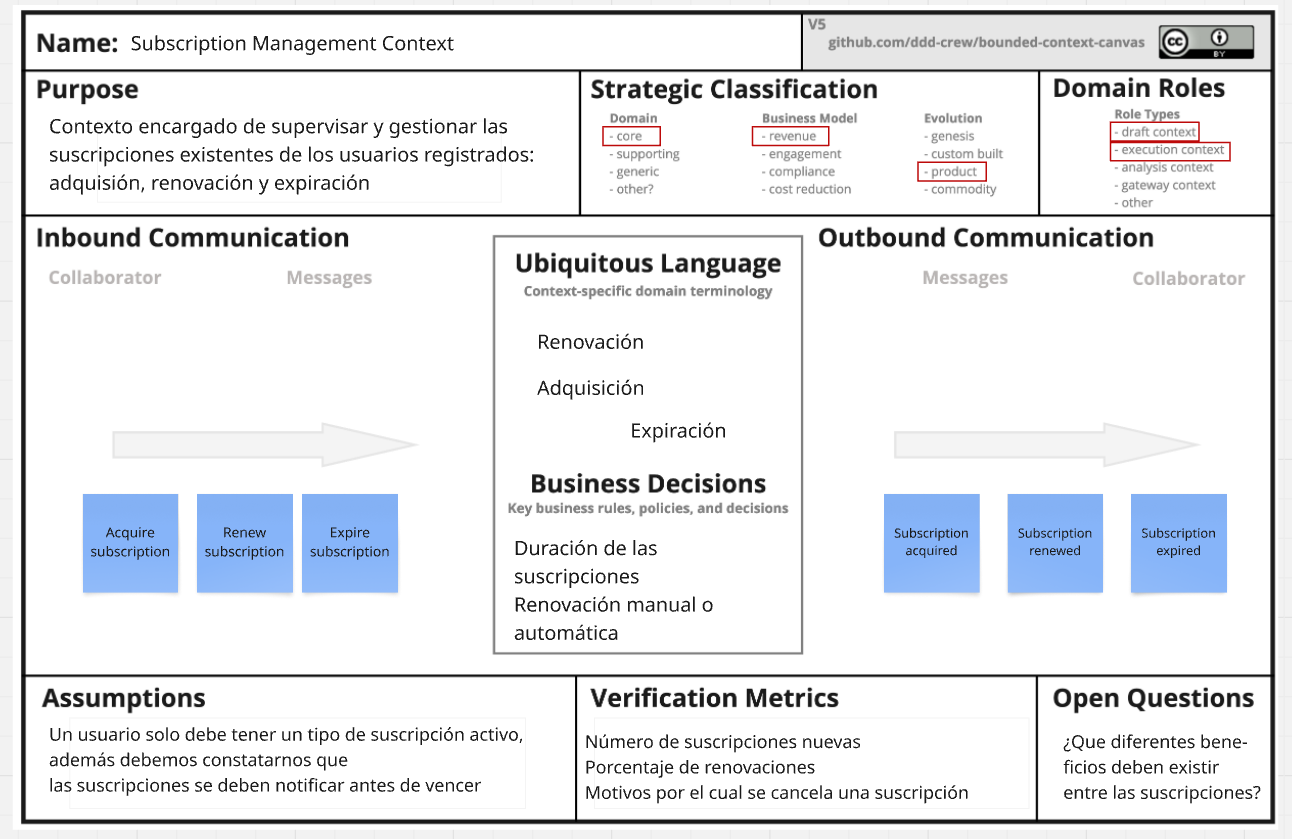 Name: Subscription Management Context
V5
github.com/ddd-crew/bounded-context-canvas
cc
BY
Purpose
Contexto encargado de supervisar y gestionar las
suscripciones existentes de los usuarios registrados:
adquisión, renovación y expiración
Strategic Classification
Domain
- core
- supporting
- generic
- other?
Business Model
- revenue
- engagement
- compliance
- cost reduction
Evolution
- genesis
- custom built
- product
- commodity
Domain Roles
Role Types
- draft context
- execution context
- analysis context
- gateway context
- other
Inbound Communication
Collaborator
Messages
Acquire
subscription
Renew
subscription
Expire
subscription
Ubiquitous Language
Context-specific domain terminology
Renovación
Adquisición
Expiración
Business Decisions
Key business rules, policies, and decisions
Duración de las
suscripciones
Renovación manual o
automática
Outbound Communication
Messages
Collaborator
Subscription
acquired
Subscription
renewed
Subscription
expired
Assumptions
Un usuario solo debe tener un tipo de suscripción activo,
además debemos constatarnos que
las suscripciones se deben notificar antes de vencer
Verification Metrics
Número de suscripciones nuevas
Porcentaje de renovaciones
Motivos por el cual se cancela una suscripción
Open Questions
¿Que diferentes bene-
ficios deben existir
entre las suscripciones?